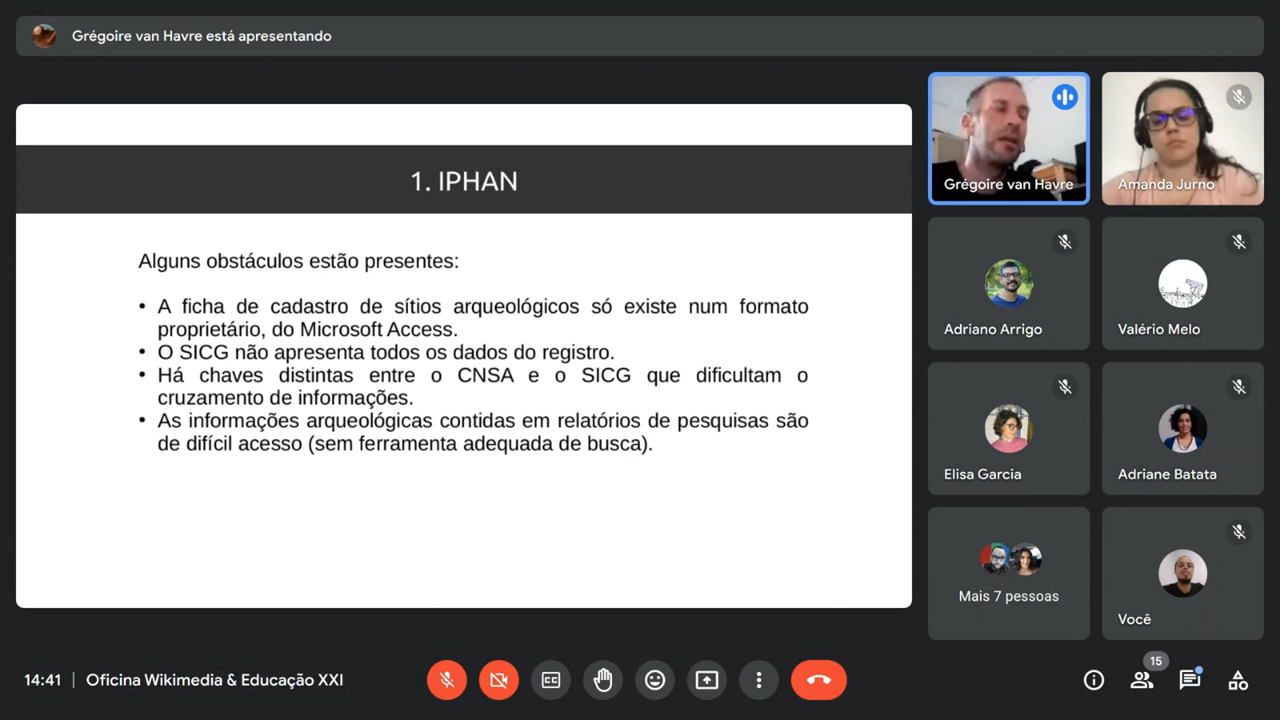 Grégoire van Havre está apresentando
1. IPHAN
Alguns obstáculos estão presentes:
• A ficha de cadastro de sítios arqueológicos só existe num formato
proprietário, do Microsoft Access.
• O SICG não apresenta todos os dados do registro.
• Há chaves distintas entre o CNSA e o SICG que dificultam o
cruzamento de informações.
• As informações arqueológicas contidas em relatórios de pesquisas são
de difícil acesso (sem ferramenta adequada de busca).
Grégoire van Havre
Amanda Jurno
Adriano Arrigo
Valério Melo
Elisa Garcia
Adriane Batata
Mais 7 pessoas
Você
14:41 | Oficina Wikimedia & Educação XXI
CC
15